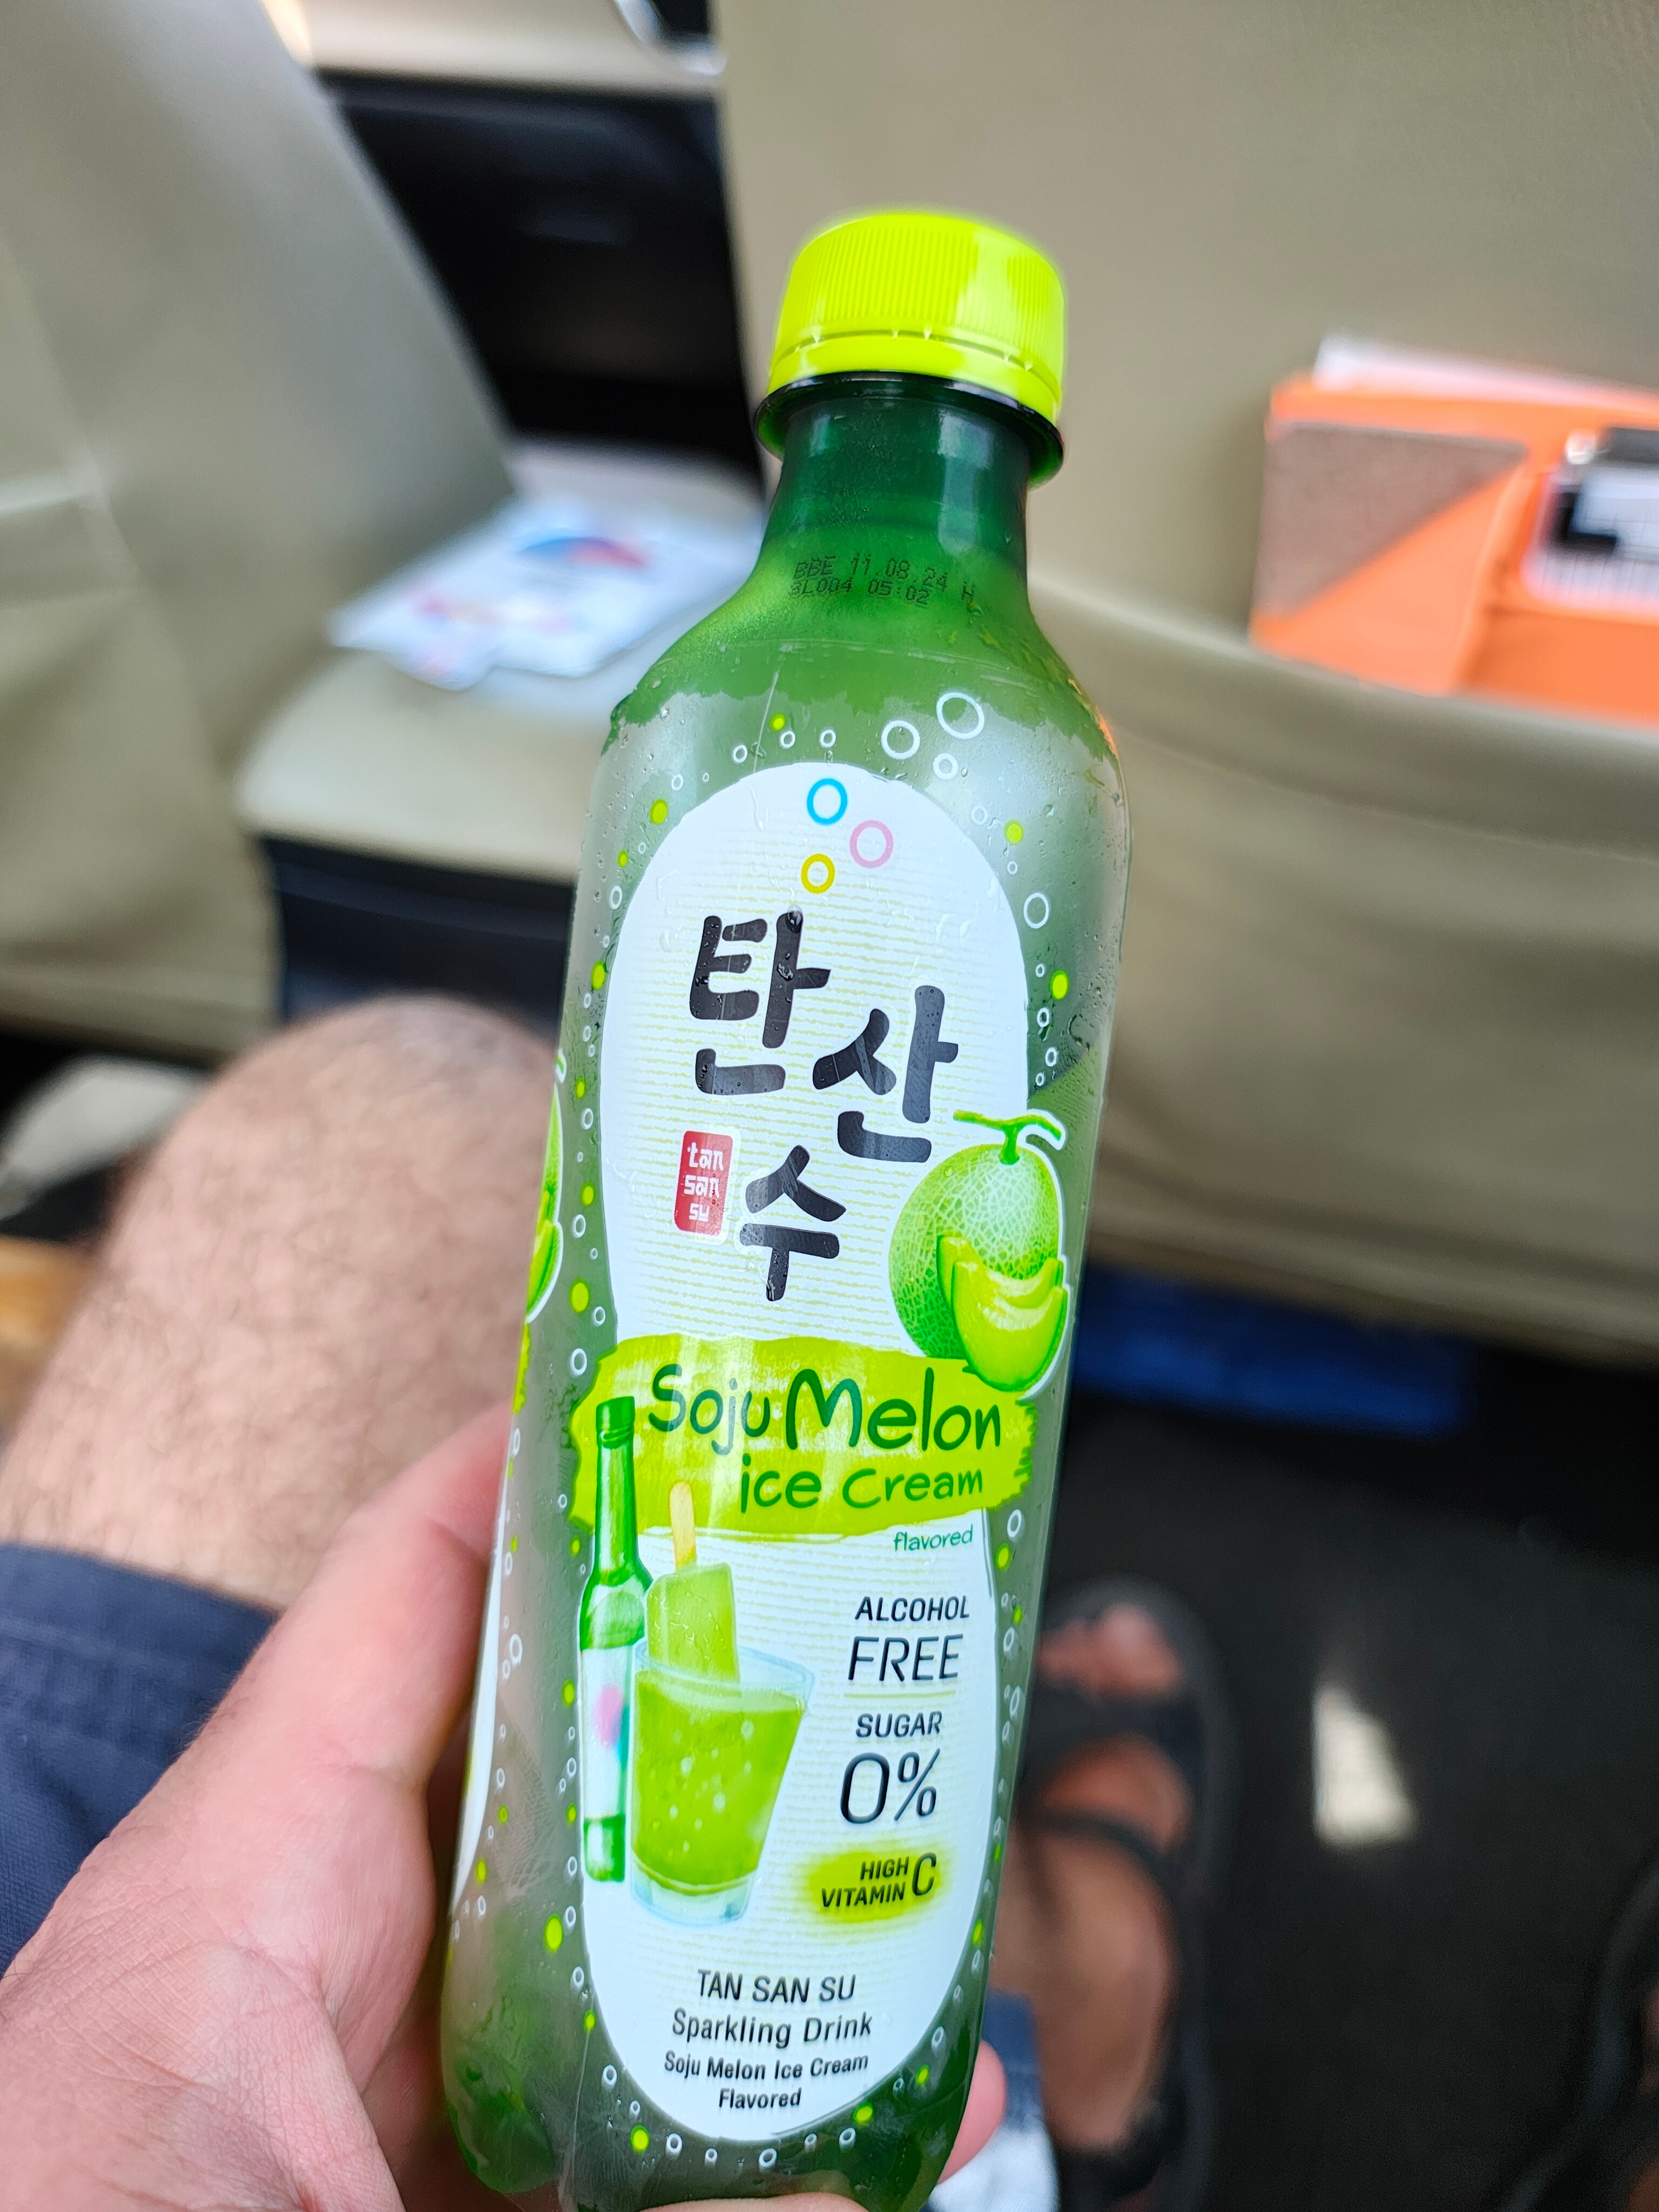 BBE 11.08.24 H
BL004 05:02
탄산
수
tan
san
su
Soju Melon
ice cream
flavored
ALCOHOL
FREE
SUGAR
0%
HIGH
VITAMIN C
TAN SAN SU
Sparkling Drink
Soju Melon Ice Cream
Flavored